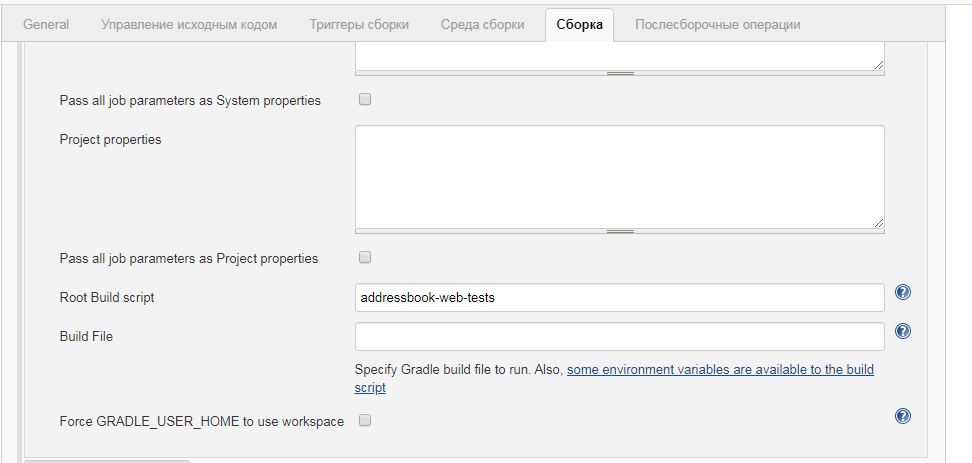 General Управление исходным кодом Триггеры сборки Среда сборки Сборка Послесборочные операции
Pass all job parameters as System properties
Project properties
Pass all job parameters as Project properties
Root Build script addressbook-web-tests
Build File
Specify Gradle build file to run. Also, some environment variables are available to the build
script
Force GRADLE_USER_HOME to use workspace